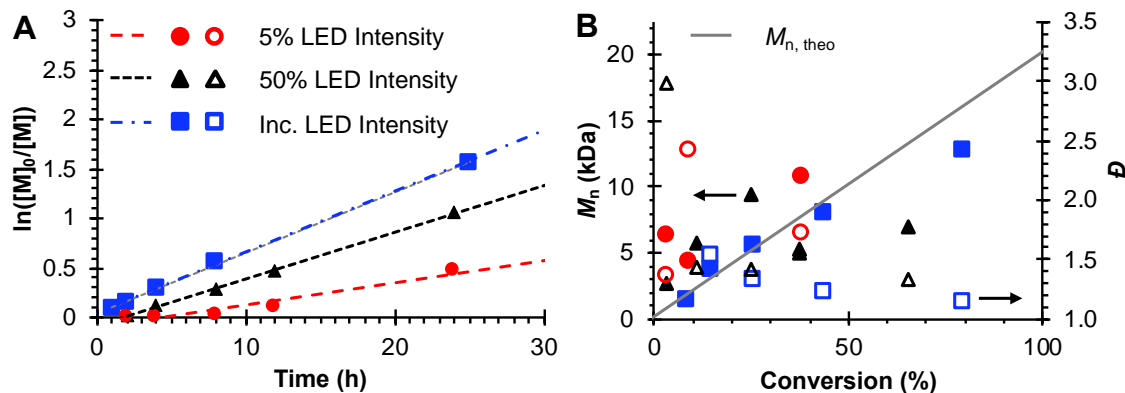 A
3
2.5
2
1.5
1
0.5
0
ln([M]0/[M])
5% LED Intensity
50% LED Intensity
Inc. LED Intensity
0
10
20
30
Time (h)
B
20
15
10
5
0
Mn (kDa)
Mn, theo
3.5
3.0
2.5
2.0
1.5
1.0
Đ
0
50
100
Conversion (%)